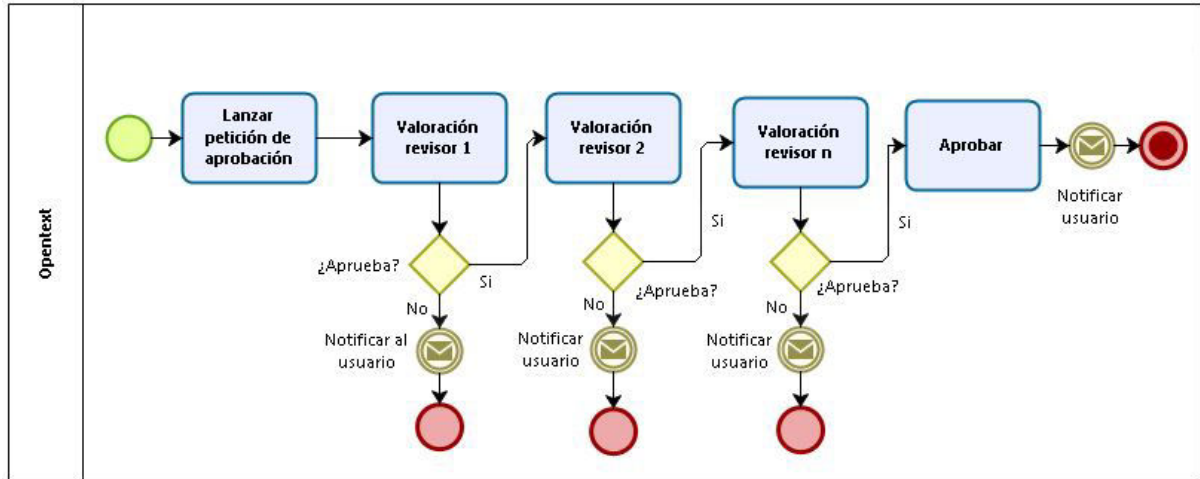 Opentext
Lanzar
petición de
aprobación
Valoración
revisor 1
Valoración
revisor 2
Valoración
revisor n
Aprobar
Notificar
usuario
¿Aprueba?
Si
No
Notificar al
usuario
¿Aprueba?
Si
No
Notificar
usuario
¿Aprueba?
Si
No
Notificar
usuario